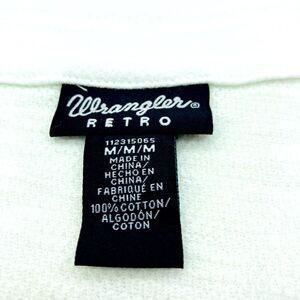 Wrangler®
RETRO
112315065
M/M/M
MADE IN
CHINA/
HECHO EN
CHINA/
FABRIQUÉ EN
CHINE
100% COTTON/
ALGODÓN/
COTON